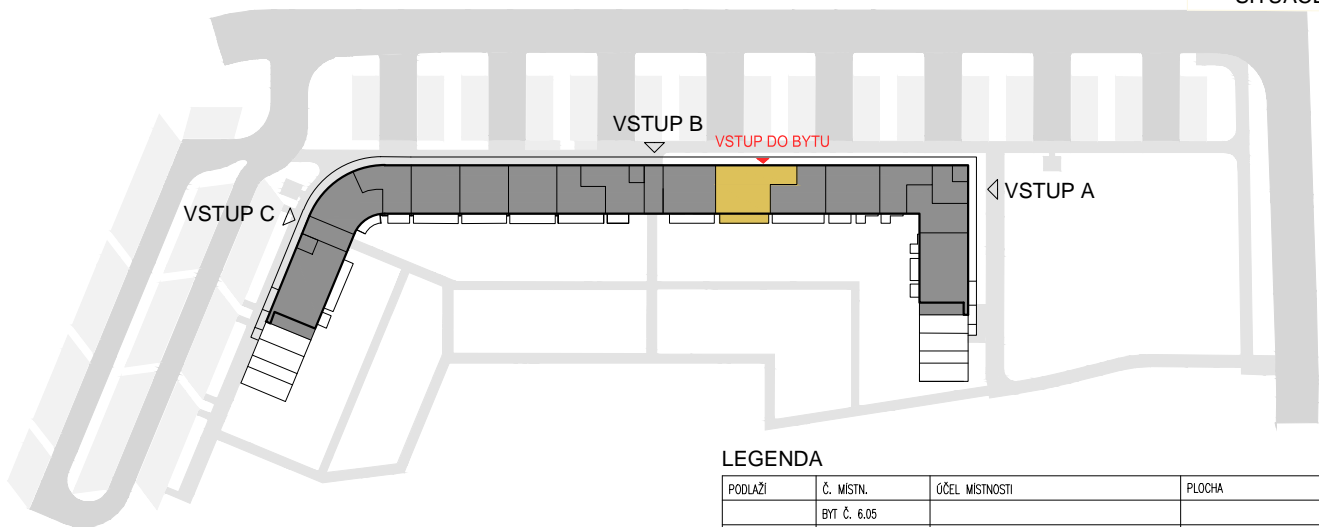 VSTUP B
VSTUP DO BYTU
VSTUP A
VSTUP C
LEGENDA
PODLAŽÍ Č. MÍSTN. ÚČEL MÍSTNOSTI PLOCHA
BYT Č. 6.05